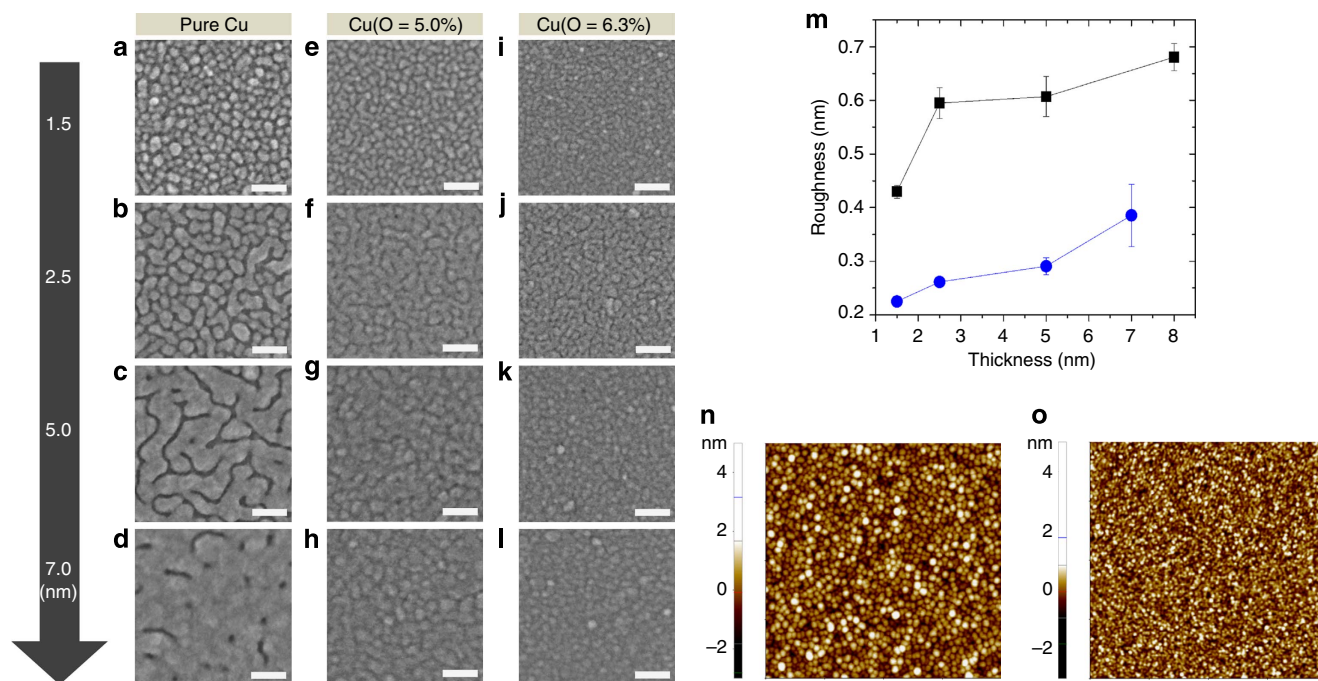 Pure Cu
Cu(O = 5.0%)
Cu(O = 6.3%)
1.5
2.5
5.0
7.0
(nm)
a
e
i
b
f
j
c
g
k
d
h
l
m
Roughness (nm)
0.7
0.6
0.5
0.4
0.3
0.2
1 2 3 4 5 6 7 8
Thickness (nm)
n
nm
4
2
0
–2
o
nm
4
2
0
–2